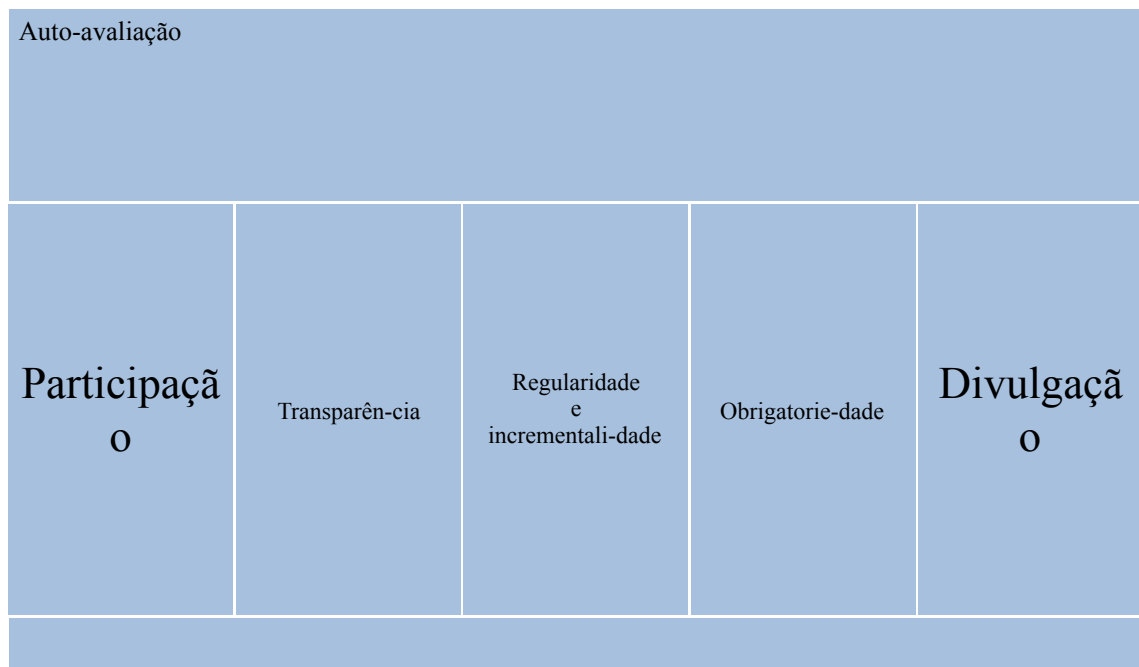 Auto-avaliação
Participaçã
o
Transparên-cia
Regularidade
e
incrementali-dade
Obrigatorie-dade
Divulgaçã
o